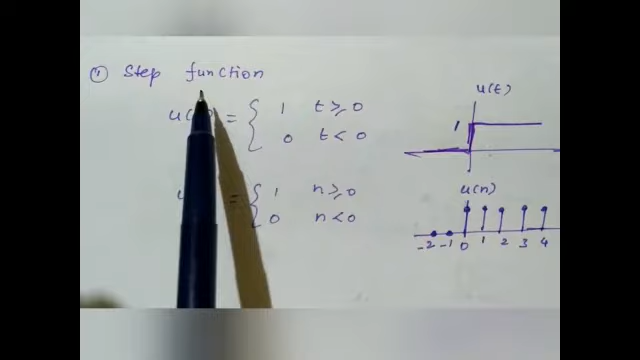 ① Step function
u( = { 1 t ≥ 0
0 t < 0
u(t)
1
u = { 1 n ≥ 0
0 n < 0
u(n)
-2 -1 0 1 2 3 4